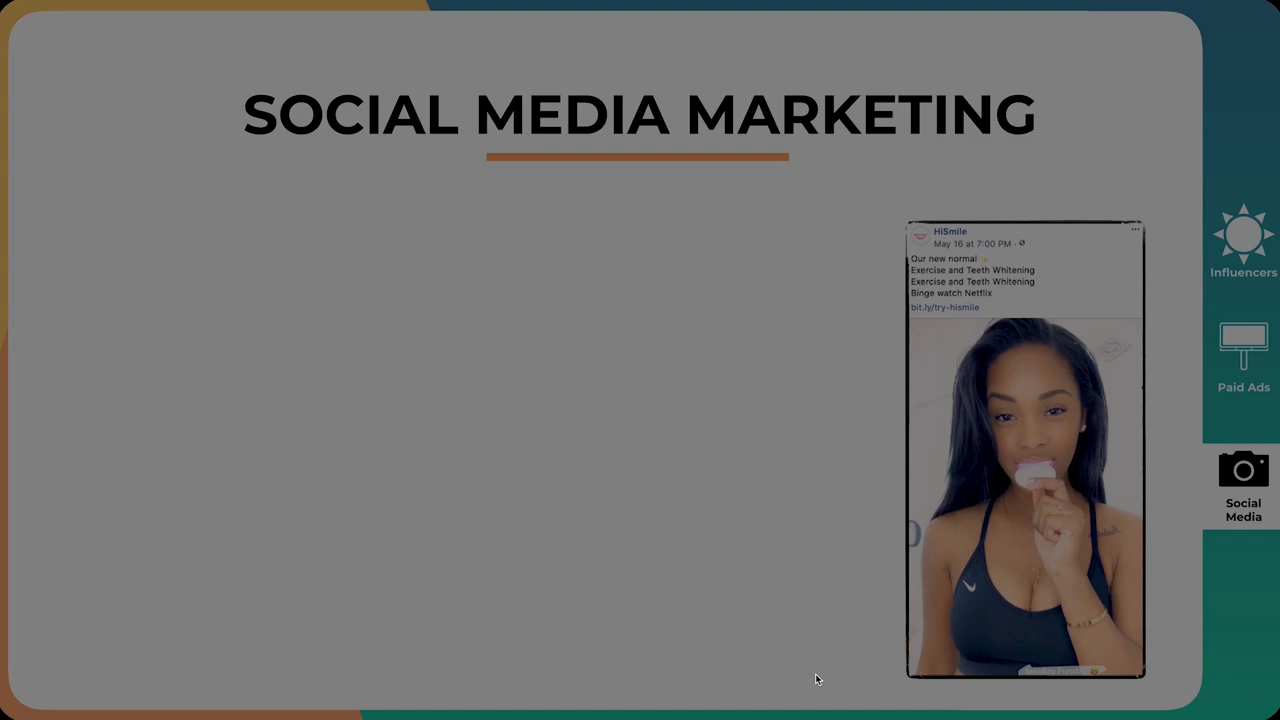 SOCIAL MEDIA MARKETING
HiSmile
May 16 at 7:00 PM ·
Our new normal ✨
Exercise and Teeth Whitening
Exercise and Teeth Whitening
Binge watch Netflix
bit.ly/try-hismile
Influencers
Paid Ads
Social
Media